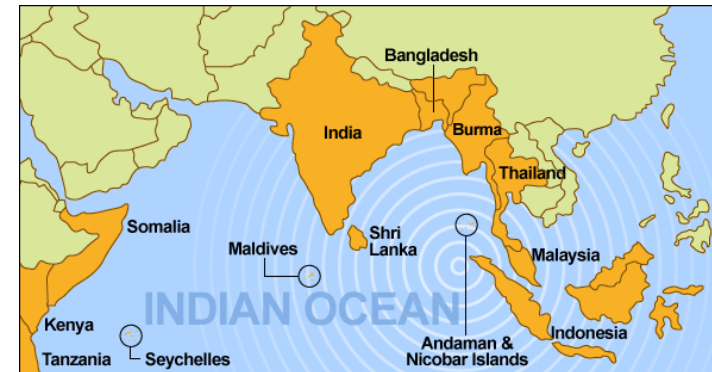 Bangladesh
India
Burma
Thailand
Somalia
Shri
Lanka
Maldives
Malaysia
INDIAN OCEAN
Kenya
Andaman &
Nicobar Islands
Indonesia
Tanzania
Seychelles